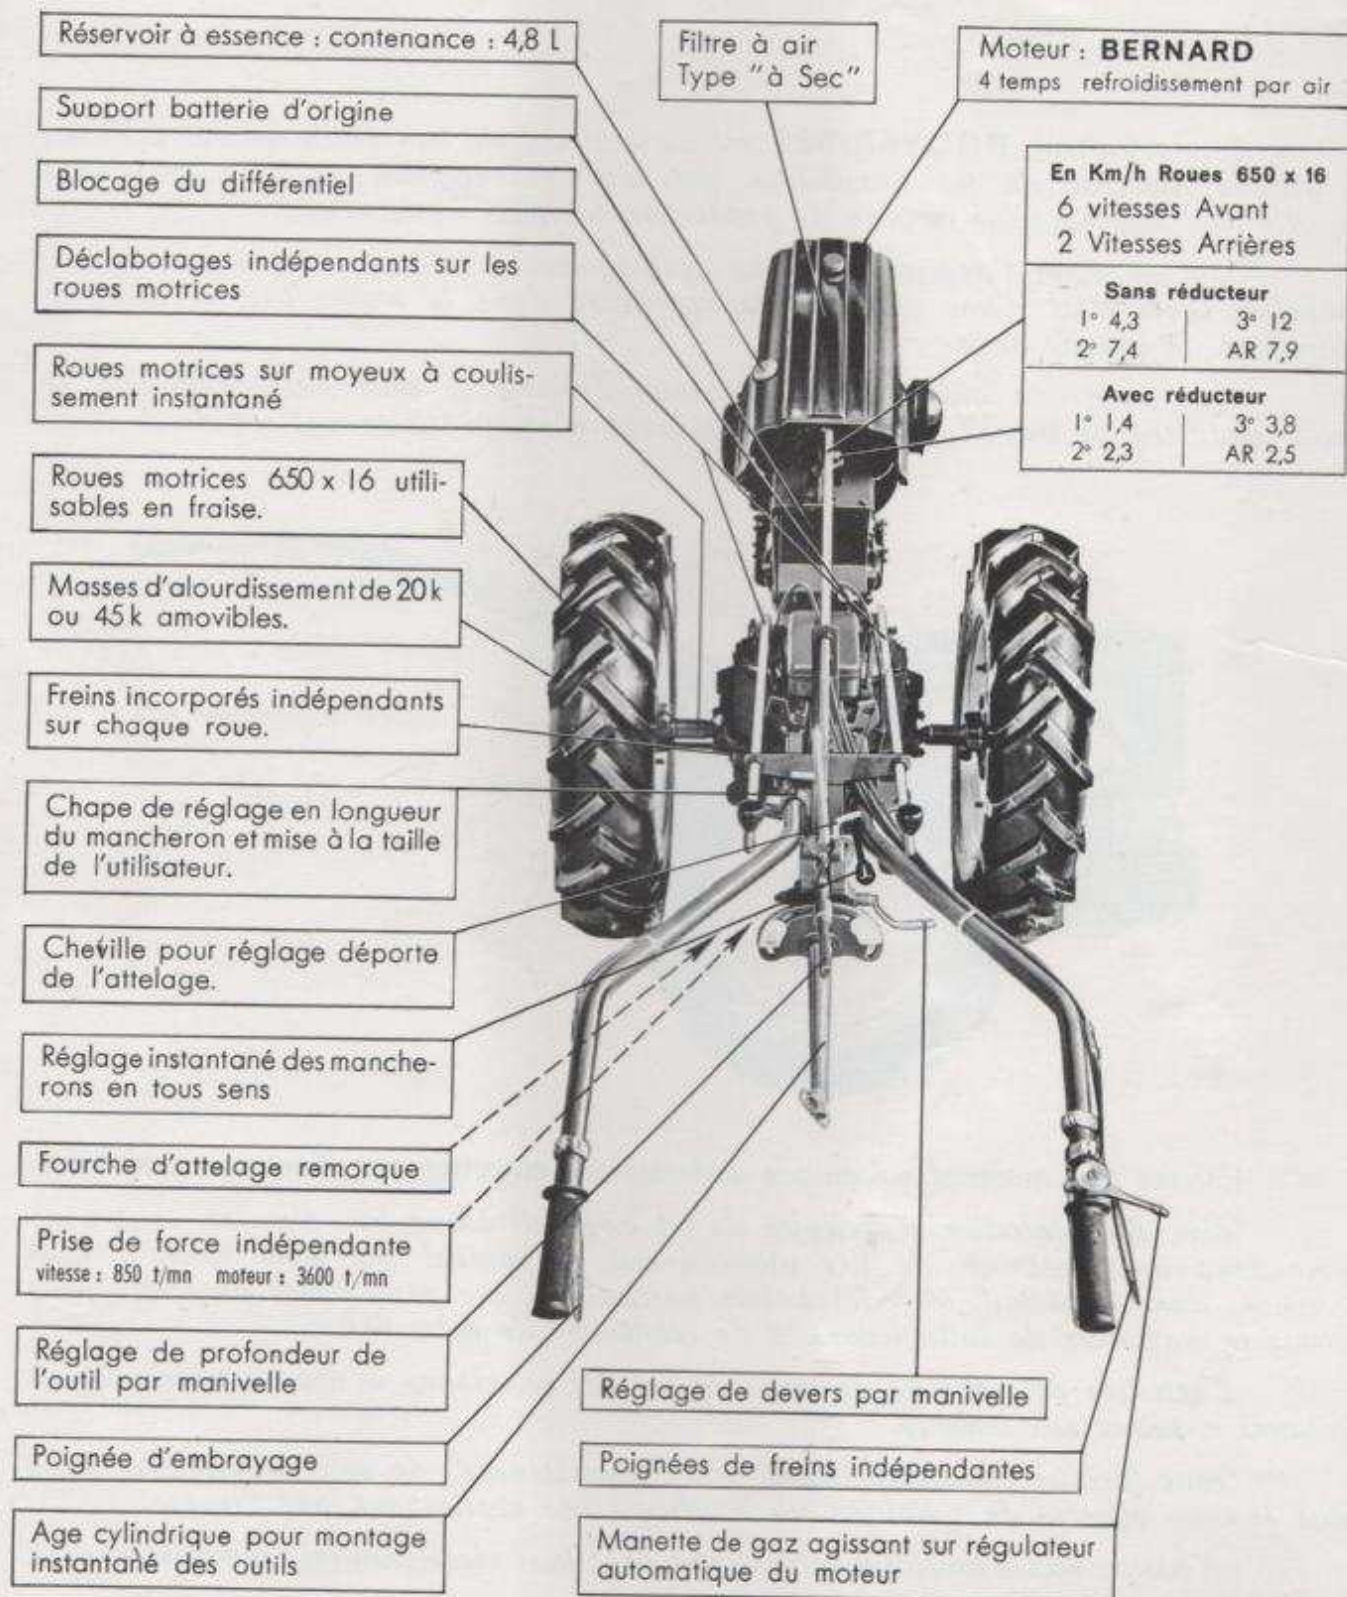 Réservoir à essence : contenance : 4,8 L
Support batterie d'origine
Blocage du différentiel
Déclabotages indépendants sur les
roues motrices
Roues motrices sur moyeux à coulis-
sement instantané
Roues motrices 650 x 16 utili-
sables en fraise.
Masses d'alourdissement de 20 k
ou 45 k amovibles.
Freins incorporés indépendants
sur chaque roue.
Chape de réglage en longueur
du mancheron et mise à la taille
de l'utilisateur.
Cheville pour réglage déporte
de l'attelage.
Réglage instantané des manche-
rons en tous sens
Fourche d'attelage remorque
Prise de force indépendante
vitesse : 850 t/mn moteur : 3600 t/mn
Réglage de profondeur de
l'outil par manivelle
Poignée d'embrayage
Age cylindrique pour montage
instantané des outils
Filtre à air
Type "à Sec"
Moteur : BERNARD
4 temps refroidissement par air
En Km/h Roues 650 x 16
6 vitesses Avant
2 Vitesses Arrières
Sans réducteur
1° 4,3 3° 12
2° 7,4 AR 7,9
Avec réducteur
1° 1,4 3° 3,8
2° 2,3 AR 2,5
Réglage de devers par manivelle
Poignées de freins indépendantes
Manette de gaz agissant sur régulateur
automatique du moteur